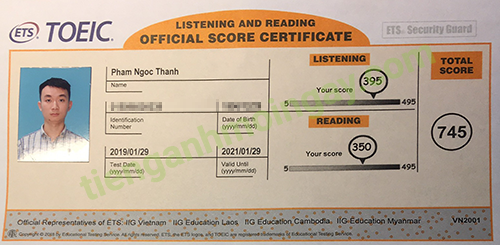 LISTENING AND READING
OFFICIAL SCORE CERTIFICATE
ETS TOEIC
ETS Security Guard
Pham Ngoc Thanh
Name
Identification
Number
Date of Birth
(yyyy/mm/dd)
2019/01/29
Test Date
(yyyy/mm/dd)
2021/01/29
Valid Until
(yyyy/mm/dd)
LISTENING
Your score
395
5
495
READING
Your score
350
5
495
TOTAL
SCORE
745
Official Representatives of ETS: IIG Vietnam IIG Education Laos IIG Education Cambodia IIG Education Myanmar
VN2001